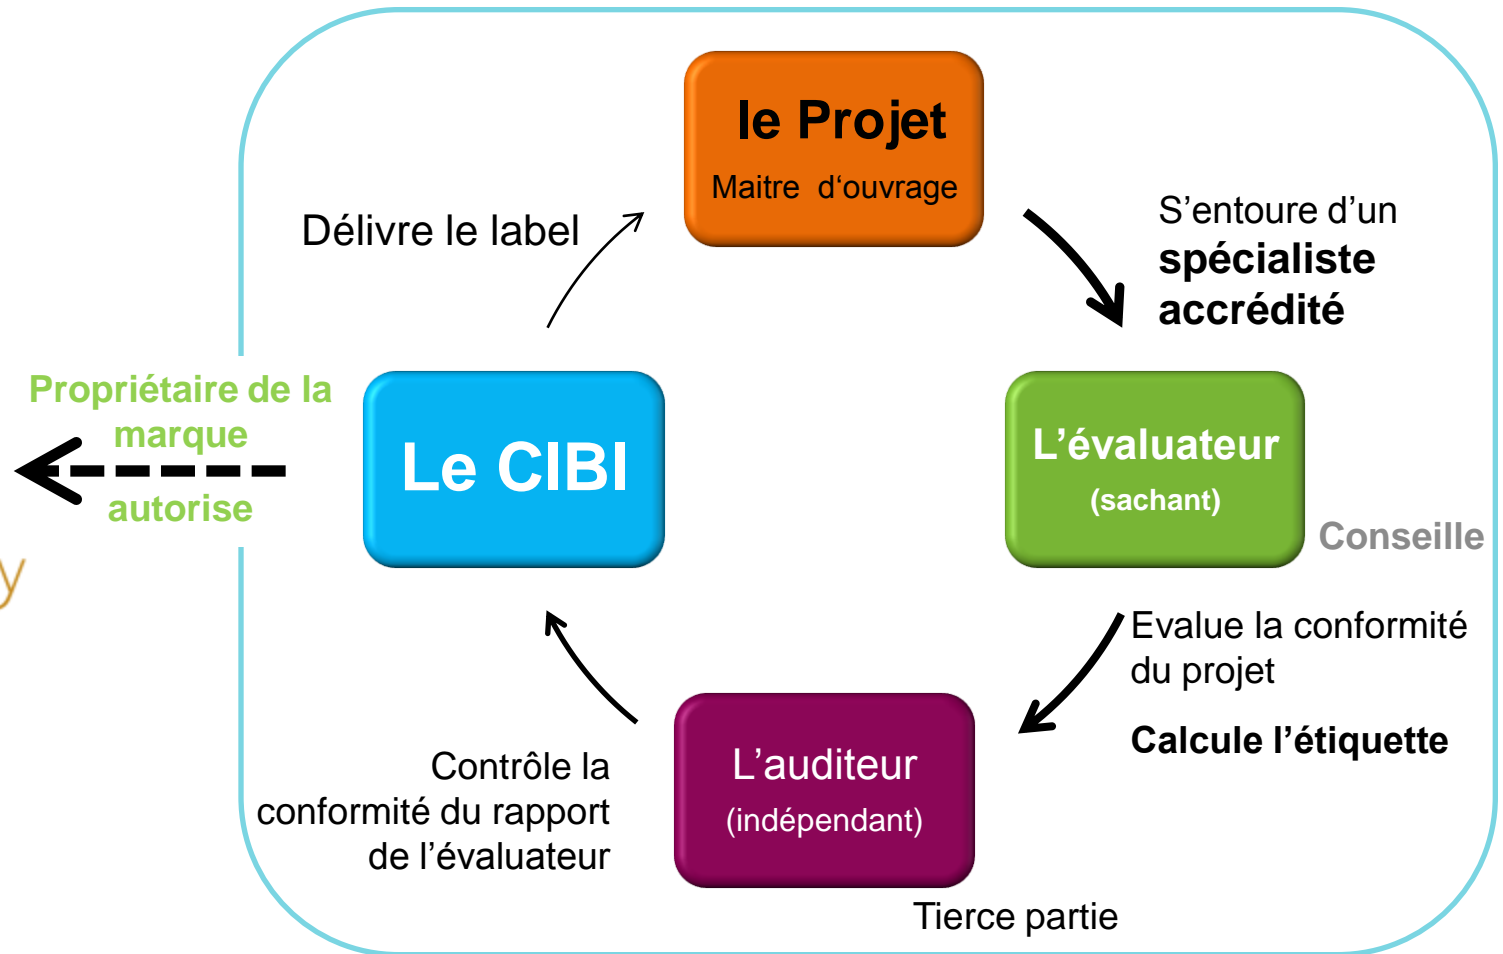 le Projet
Maitre d‘ouvrage
Délivre le label
S’entoure d’un
spécialiste
accrédité
Propriétaire de la
marque
autorise
Le CIBI
L’évaluateur
(sachant)
Conseille
Evalue la conformité
du projet
Calcule l’étiquette
Contrôle la
conformité du rapport
de l’évaluateur
L’auditeur
(indépendant)
Tierce partie
y